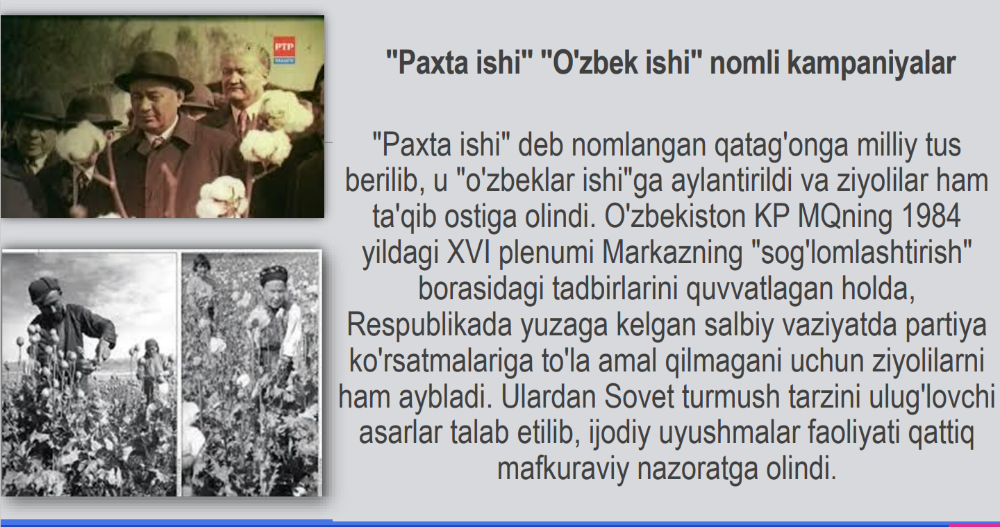 РТР
ПЛАНЕТА
"Paxta ishi" "O'zbek ishi" nomli kampaniyalar
"Paxta ishi" deb nomlangan qatag'onga milliy tus
berilib, u "o'zbeklar ishi"ga aylantirildi va ziyolilar ham
ta'qib ostiga olindi. O'zbekiston KP MQning 1984
yildagi XVI plenumi Markazning "sog'lomlashtirish"
borasidagi tadbirlarini quvvatlagan holda,
Respublikada yuzaga kelgan salbiy vaziyatda partiya
ko'rsatmalariga to'la amal qilmagani uchun ziyolilarni
ham aybladi. Ulardan Sovet turmush tarzini ulug'lovchi
asarlar talab etilib, ijodiy uyushmalar faoliyati qattiq
mafkuraviy nazoratga olindi.